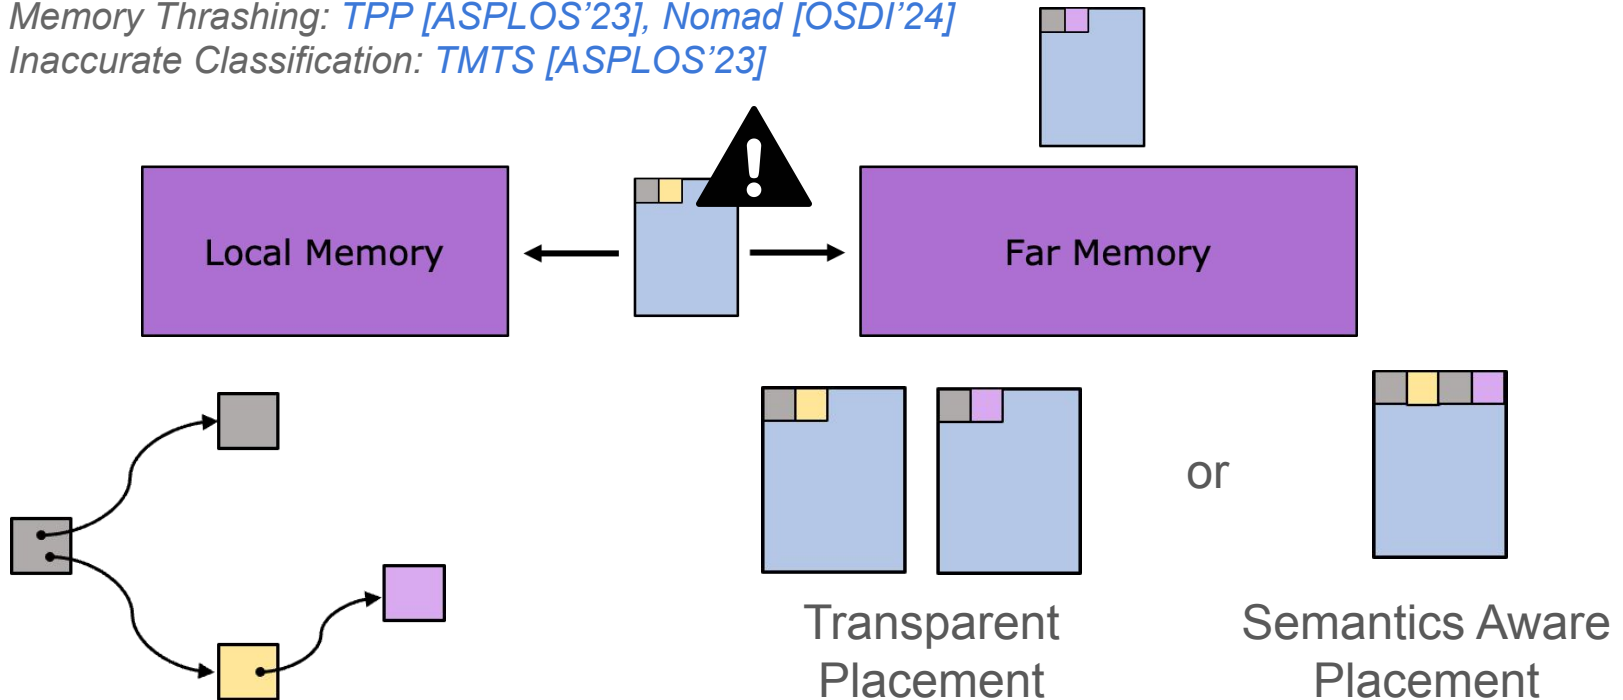 Memory Thrashing: TPP [ASPLOS’23], Nomad [OSDI’24]
Inaccurate Classification: TMTS [ASPLOS’23]
Local Memory
Far Memory
or
Transparent
Placement
Semantics Aware
Placement